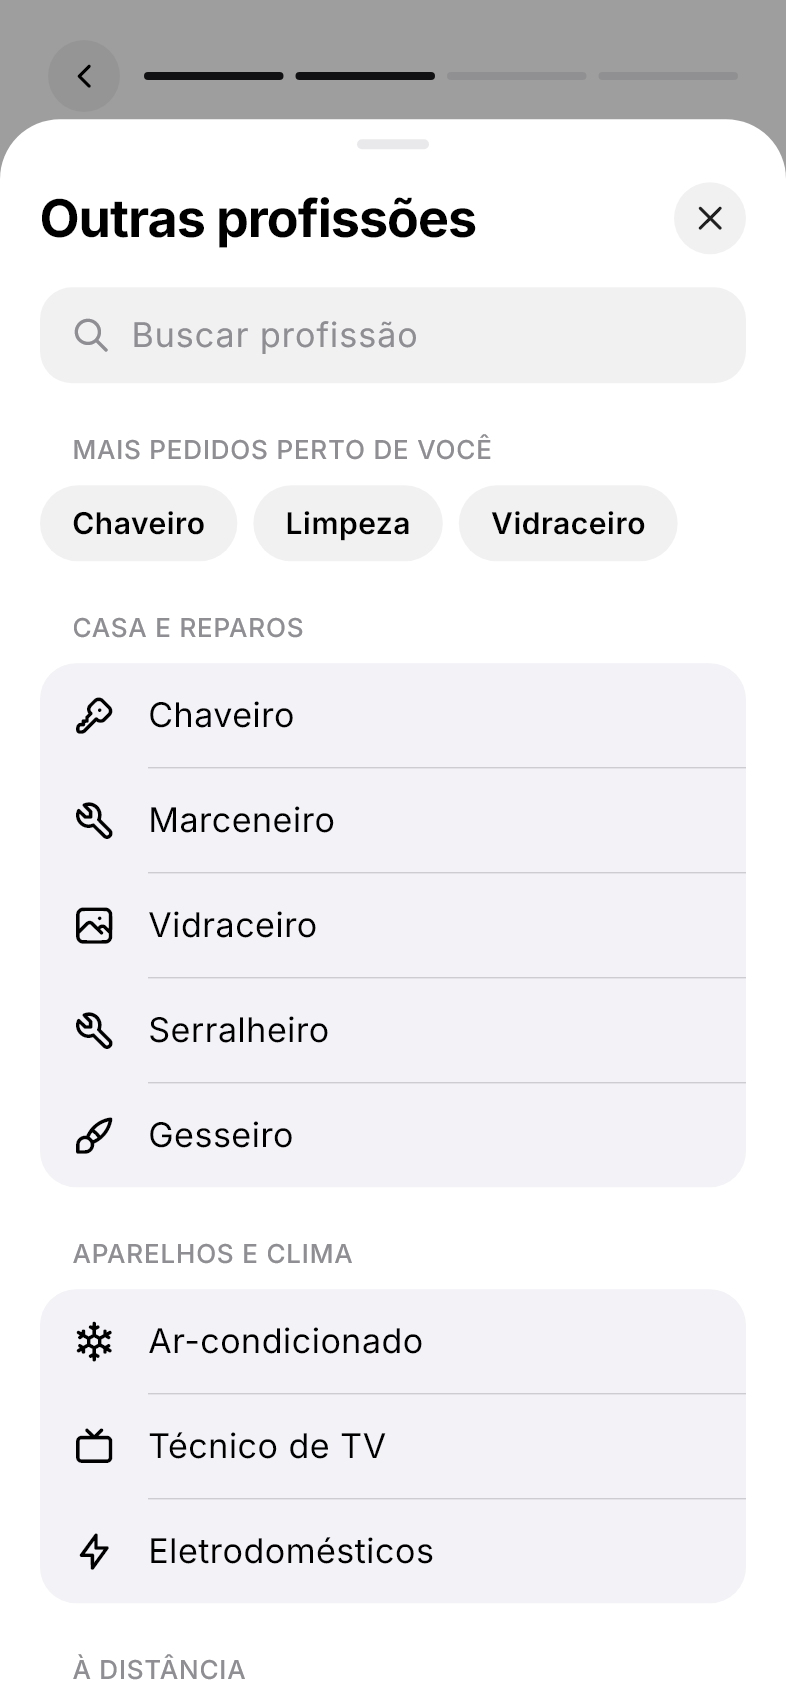 Outras profissões
Buscar profissão
MAIS PEDIDOS PERTO DE VOCÊ
Chaveiro Limpeza Vidraceiro
CASA E REPAROS
Chaveiro
Marceneiro
Vidraceiro
Serralheiro
Gesseiro
APARELHOS E CLIMA
Ar-condicionado
Técnico de TV
Eletrodomésticos
À DISTÂNCIA